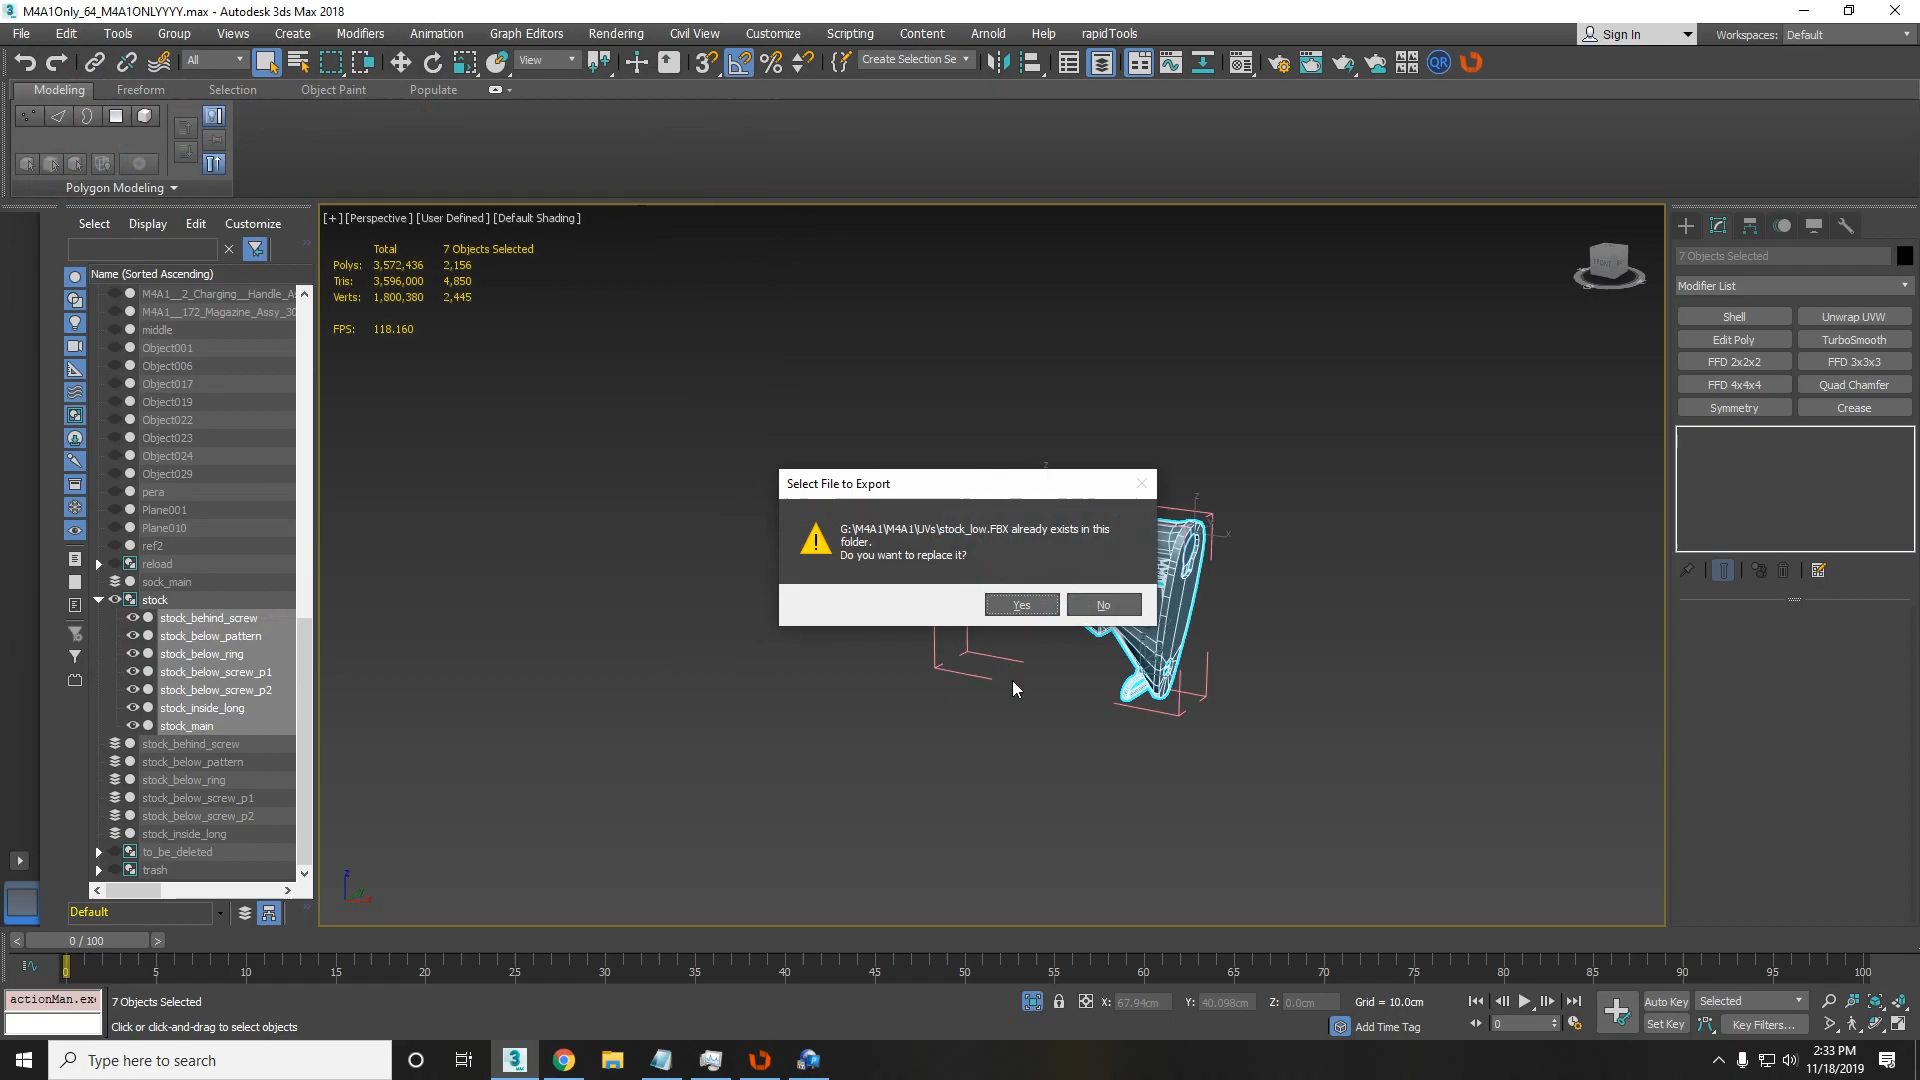 M4A1Only_64_M4A1ONLYYYY.max - Autodesk 3ds Max 2018
File Edit Tools Group Views Create Modifiers Animation Graph Editors Rendering Civil View Customize Scripting Content Arnold Help rapidTools
Sign In
Workspaces: Default
All
View
Create Selection Se
QR
Modeling Freeform Selection Object Paint Populate
Polygon Modeling
Select Display Edit Customize
Name (Sorted Ascending)
M4A1__2_Charging__Handle_A
M4A1__172_Magazine_Assy_30
middle
Object001
Object006
Object017
Object019
Object022
Object023
Object024
Object029
pera
Plane001
Plane010
ref2
reload
sock_main
stock
stock_behind_screw
stock_below_pattern
stock_below_ring
stock_below_screw_p1
stock_below_screw_p2
stock_inside_long
stock_main
stock_behind_screw
stock_below_pattern
stock_below_ring
stock_below_screw_p1
stock_below_screw_p2
stock_inside_long
to_be_deleted
trash
Default
[+] [Perspective ] [User Defined ] [Default Shading ]
Total 7 Objects Selected
Polys: 3,572,436 2,156
Tris: 3,596,000 4,850
Verts: 1,800,380 2,445
FPS: 118.160
Select File to Export
G:\M4A1\M4A1\UVs\stock_low.FBX already exists in this
folder.
Do you want to replace it?
Yes No
z
z
x
z
7 Objects Selected
Modifier List
Shell Unwrap UVW
Edit Poly TurboSmooth
FFD 2x2x2 FFD 3x3x3
FFD 4x4x4 Quad Chamfer
Symmetry Crease
0 / 100
0 5 10 15 20 25 30 35 40 45 50 55 60 65 70 75 80 85 90 95 100
actionMan.exe
7 Objects Selected
Click or click-and-drag to select objects
X: 67.94cm Y: 40.098cm Z: 0.0cm Grid = 10.0cm
Add Time Tag
0
Auto Key Selected
Set Key Key Filters...
Type here to search
2:33 PM
11/18/2019